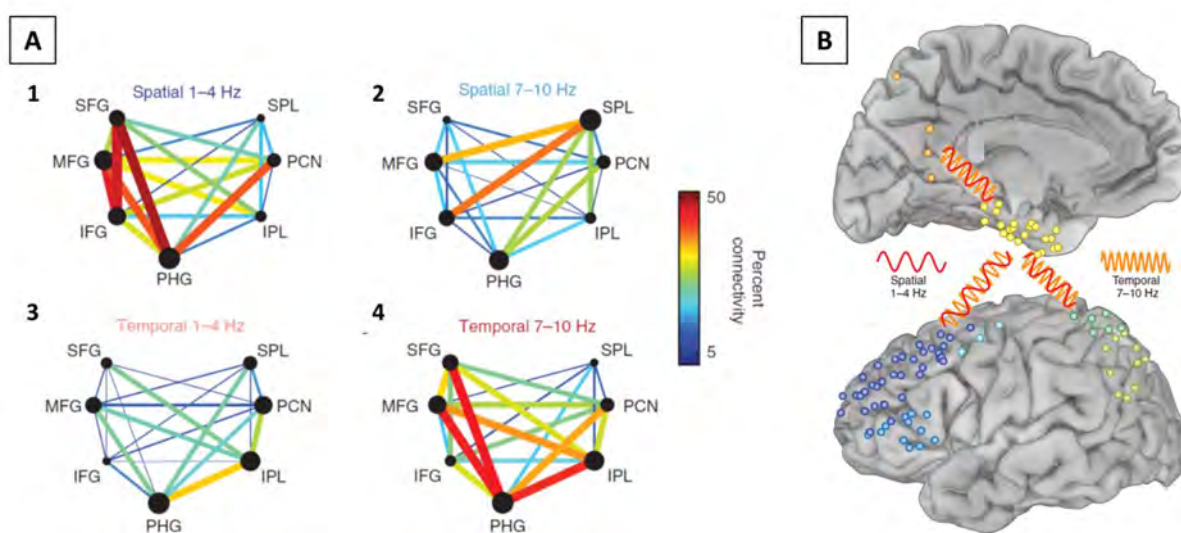 A
B
1
Spatial 1–4 Hz
SFG
SPL
MFG
PCN
IFG
IPL
PHG
2
Spatial 7–10 Hz
SFG
SPL
MFG
PCN
IFG
IPL
PHG
50
Percent
connectivity
5
3
Temporal 1–4 Hz
SFG
SPL
MFG
PCN
IFG
IPL
PHG
4
Temporal 7–10 Hz
SFG
SPL
MFG
PCN
IFG
IPL
PHG
Spatial
1–4 Hz
Temporal
7–10 Hz